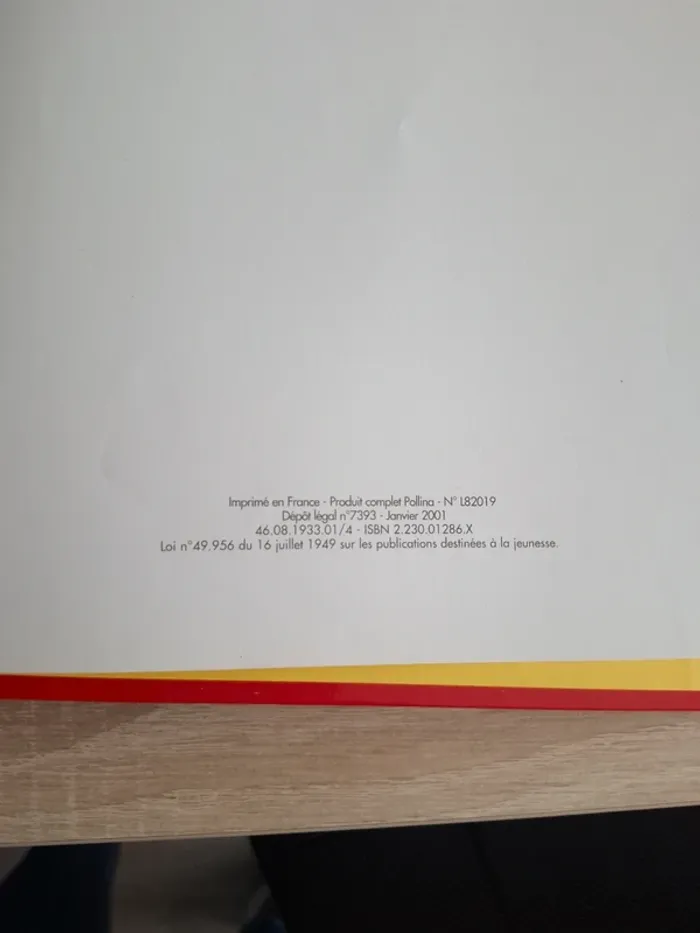 Imprimé en France - Produit complet Pollina - N° L82019
Dépôt légal n°7393 - Janvier 2001
46.08.1933.01/4 - ISBN 2.230.01286.X
Loi n°49.956 du 16 juillet 1949 sur les publications destinées à la jeunesse.